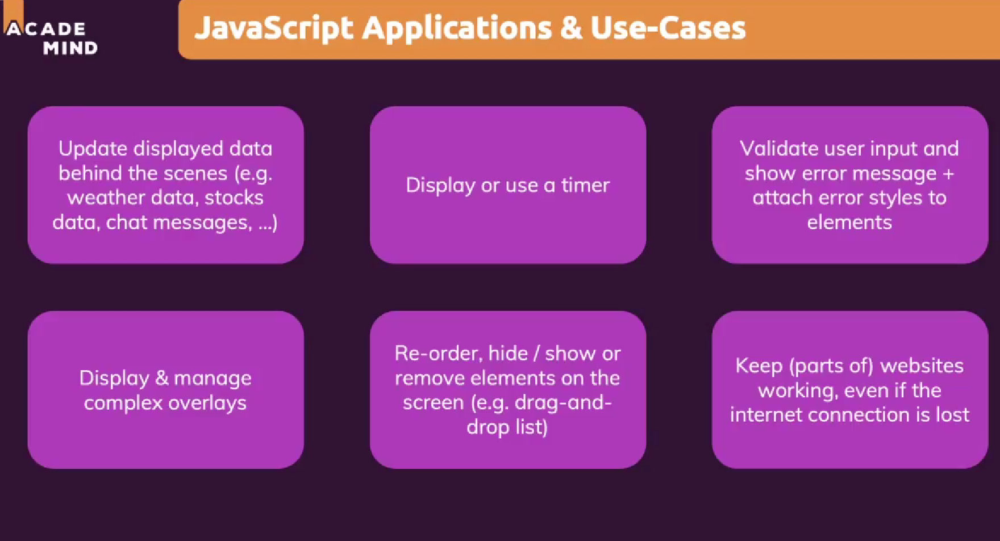 ACADE
MIND
JavaScript Applications & Use-Cases
Update displayed data
behind the scenes (e.g.
weather data, stocks
data, chat messages, ...)
Display or use a timer
Validate user input and
show error message +
attach error styles to
elements
Display & manage
complex overlays
Re-order, hide / show or
remove elements on the
screen (e.g. drag-and-
drop list)
Keep (parts of) websites
working, even if the
internet connection is lost